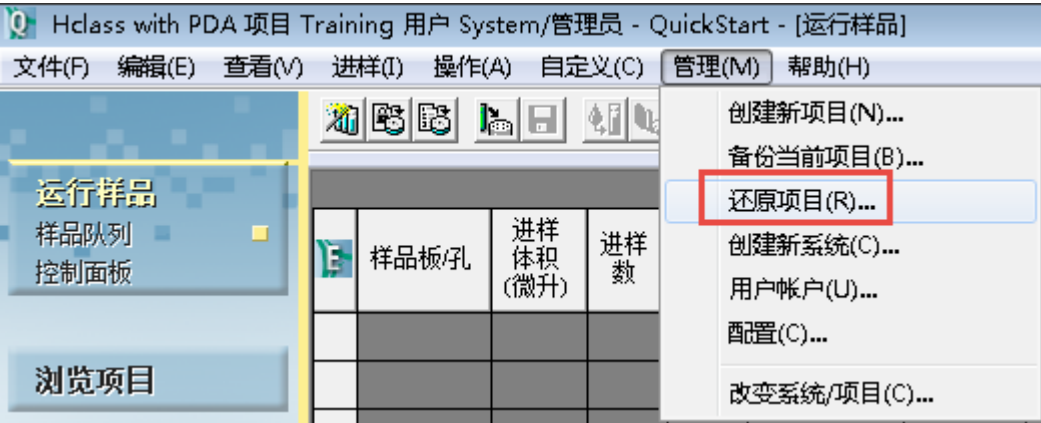 Hclass with PDA 项目 Training 用户 System/管理员 - QuickStart - [运行样品]
文件(F) 编辑(E) 查看(V) 进样(I) 操作(A) 自定义(C) 管理(M) 帮助(H)
创建新项目(N)...
备份当前项目(B)...
还原项目(R)...
创建新系统(C)...
用户帐户(U)...
配置(C)...
改变系统/项目(C)...
运行样品
样品队列
控制面板
浏览项目
样品板/孔
进样
体积
(微升)
进样
数